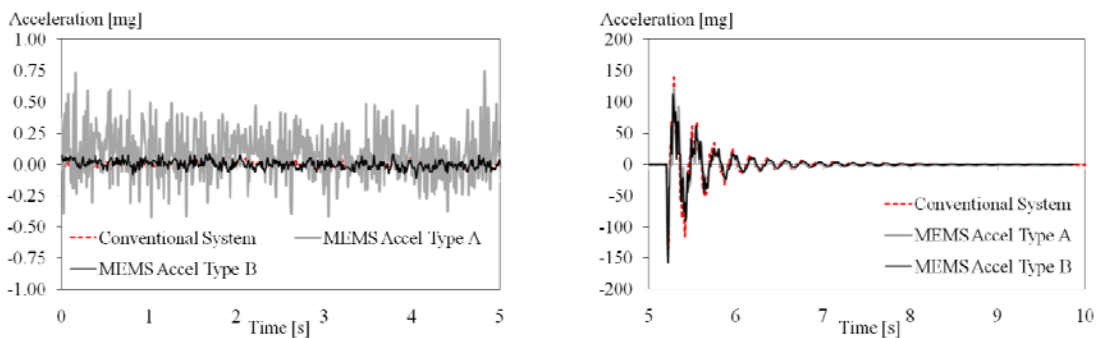 Acceleration [mg]
1.00
0.75
0.50
0.25
0.00
-0.25
-0.50
-0.75
-1.00
Conventional System
MEMS Accel Type A
MEMS Accel Type B
0 1 2 3 4 5
Time [s]
Acceleration [mg]
200
150
100
50
0
-50
-100
-150
-200
Conventional System
MEMS Accel Type A
MEMS Accel Type B
5 6 7 8 9 10
Time [s]